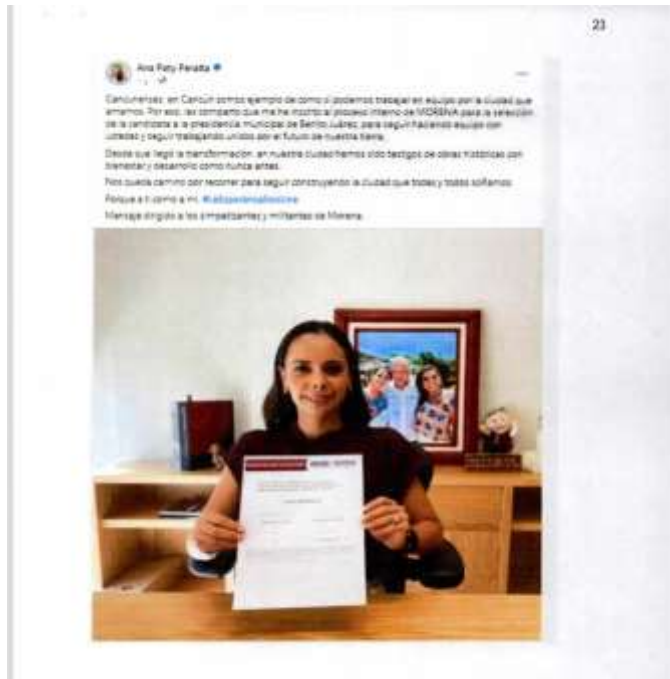 23
Ana Paty Peralta
Cancunenses, en Cancún somos ejemplo de cómo sí podemos trabajar en equipo por la ciudad que
amamos. Por eso, les comparto que me he inscrito al proceso interno de MORENA para la selección
de la candidata a la presidencia municipal de Benito Juárez, para seguir haciendo equipo con
ustedes y seguir trabajando unidos por el futuro de nuestra tierra.
Desde que llegó la transformación, en nuestra ciudad hemos sido testigos de obras históricas con
bienestar y desarrollo como nunca antes.
Nos queda camino por recorrer para seguir construyendo la ciudad que todas y todos soñamos.
Porque a ti como a mí,
Mensaje dirigido a los simpatizantes y militantes de Morena.